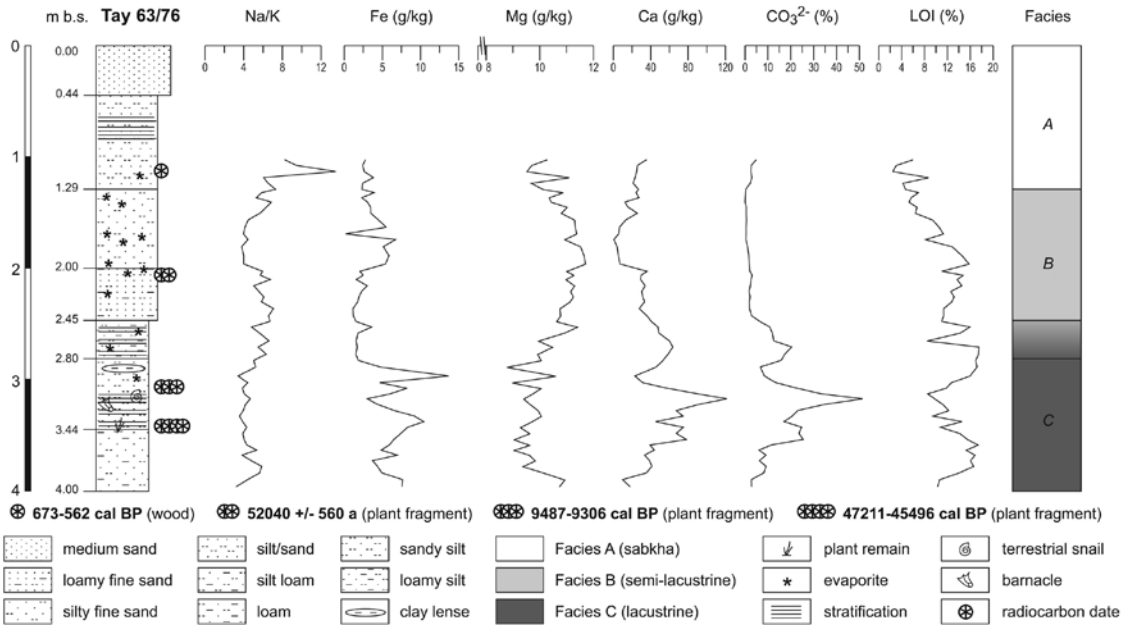 m b.s. Tay 63/76 Na/K Fe (g/kg) Mg (g/kg) Ca (g/kg) CO₃²⁻ (%) LOI (%) Facies
0 4 8 12 0 5 10 15 0 8 10 12 0 40 80 120 0 10 20 30 40 50 0 4 8 12 16 20
0
0.00
0.44
A
1
1.29
2
2.00
B
2.45
2.80
3
3.44
C
4
4.00
673-562 cal BP (wood) 52040 +/- 560 a (plant fragment) 9487-9306 cal BP (plant fragment) 47211-45496 cal BP (plant fragment)
medium sand silt/sand sandy silt Facies A (sabkha) plant remain terrestrial snail
loamy fine sand silt loam loamy silt Facies B (semi-lacustrine) evaporite barnacle
silty fine sand loam clay lense Facies C (lacustrine) stratification radiocarbon date